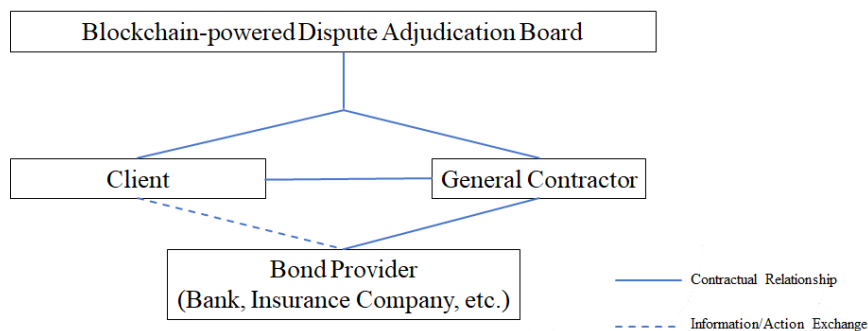 Blockchain-powered Dispute Adjudication Board
Client
General Contractor
Bond Provider
(Bank, Insurance Company, etc.)
Contractual Relationship
Information/Action Exchange